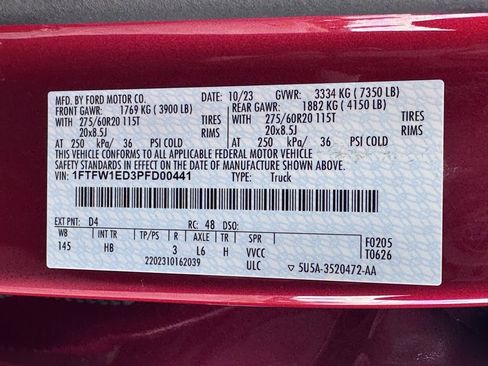 MFD. BY FORD MOTOR CO. DATE: 10/23 GVWR: 3334 KG ( 7350 LB)
FRONT GAWR: 1769 KG ( 3900 LB) REAR GAWR: 1882 KG ( 4150 LB)
WITH 275/60R20 115T TIRES WITH 275/60R20 115T TIRES
20x8.5J RIMS 20x8.5J RIMS
AT 250 kPa/ 36 PSI COLD AT 250 kPa/ 36 PSI COLD
THIS VEHICLE CONFORMS TO ALL APPLICABLE FEDERAL MOTOR VEHICLE
SAFETY STANDARDS IN EFFECT ON THE DATE OF MANUFACTURE SHOWN ABOVE.
VIN: 1FTFW1ED3PFD00441 TYPE: Truck
EXT PNT: D4 RC: 48 DSO:
WB INT TR TP/PS R AXLE TR SPR F0205
145 HB 3 L6 H VVCC T0626
2202310162039 ULC 5U5A-3520472-AA